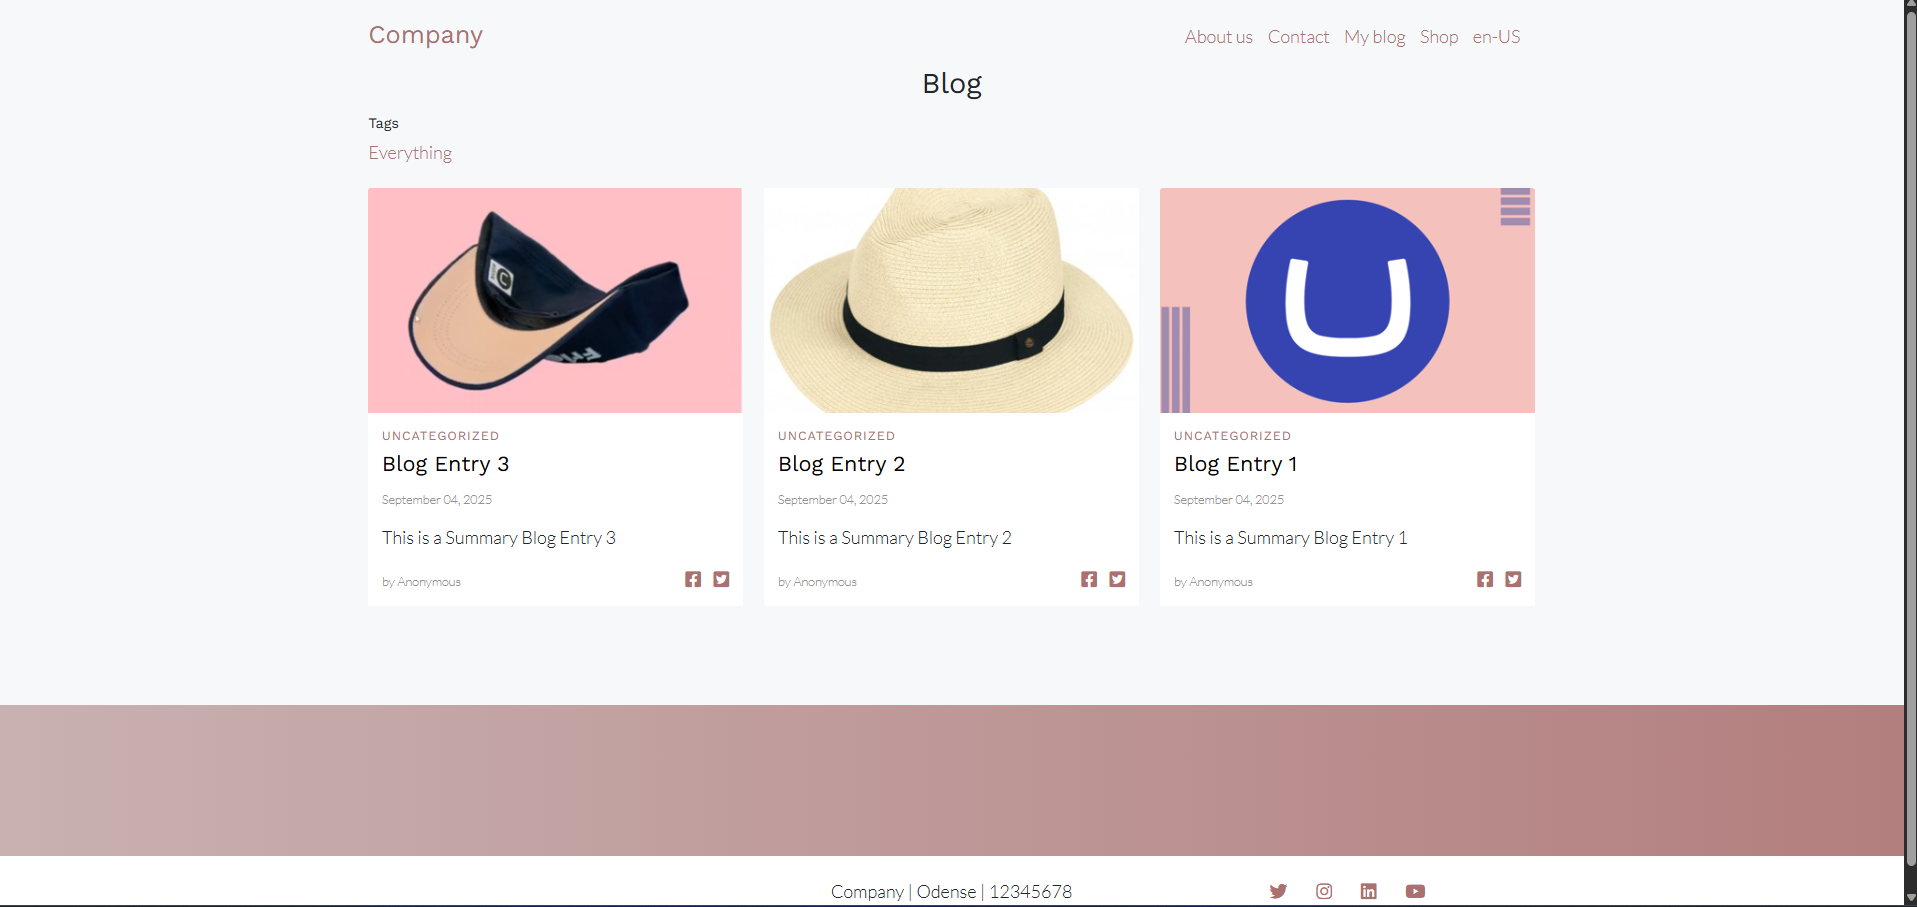 Company
About us Contact My blog Shop en-US
Blog
Tags
Everything
UNCATEGORIZED
Blog Entry 3
September 04, 2025
This is a Summary Blog Entry 3
by Anonymous
UNCATEGORIZED
Blog Entry 2
September 04, 2025
This is a Summary Blog Entry 2
by Anonymous
UNCATEGORIZED
Blog Entry 1
September 04, 2025
This is a Summary Blog Entry 1
by Anonymous
Company | Odense | 12345678